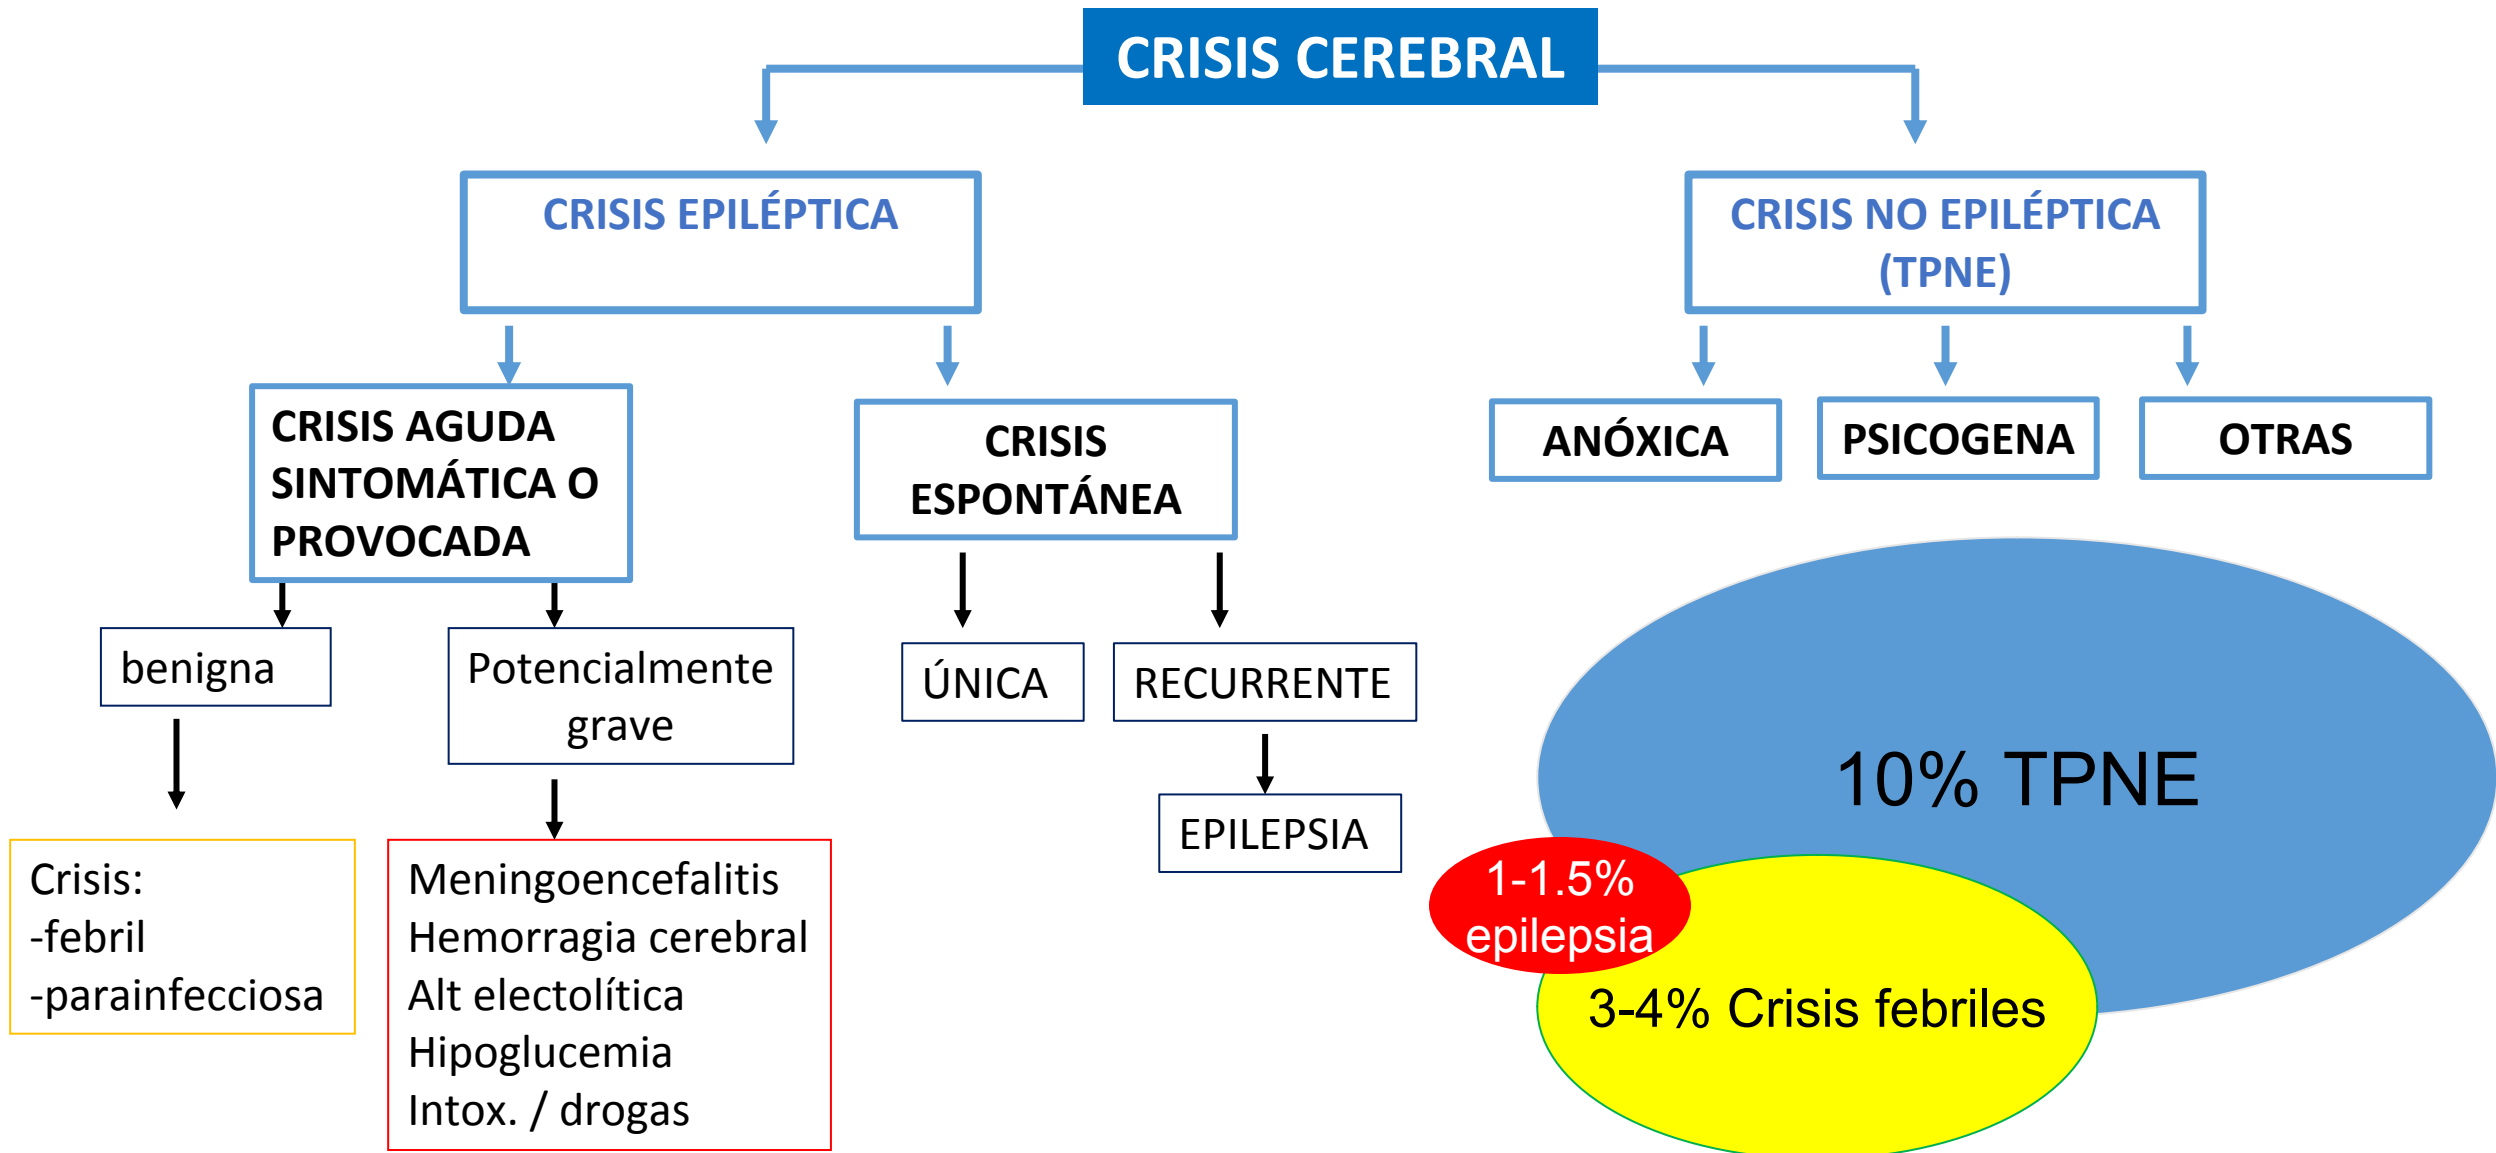 CRISIS CEREBRAL
CRISIS EPILÉPTICA
CRISIS NO EPILÉPTICA
(TPNE)
CRISIS AGUDA
SINTOMÁTICA O
PROVOCADA
CRISIS
ESPONTÁNEA
ANÓXICA
PSICOGENA
OTRAS
benigna
Potencialmente
grave
ÚNICA
RECURRENTE
EPILEPSIA
Crisis:
-febril
-parainfecciosa
Meningoencefalitis
Hemorragia cerebral
Alt electolítica
Hipoglucemia
Intox. / drogas
10% TPNE
1-1.5%
epilepsia
3-4% Crisis febriles